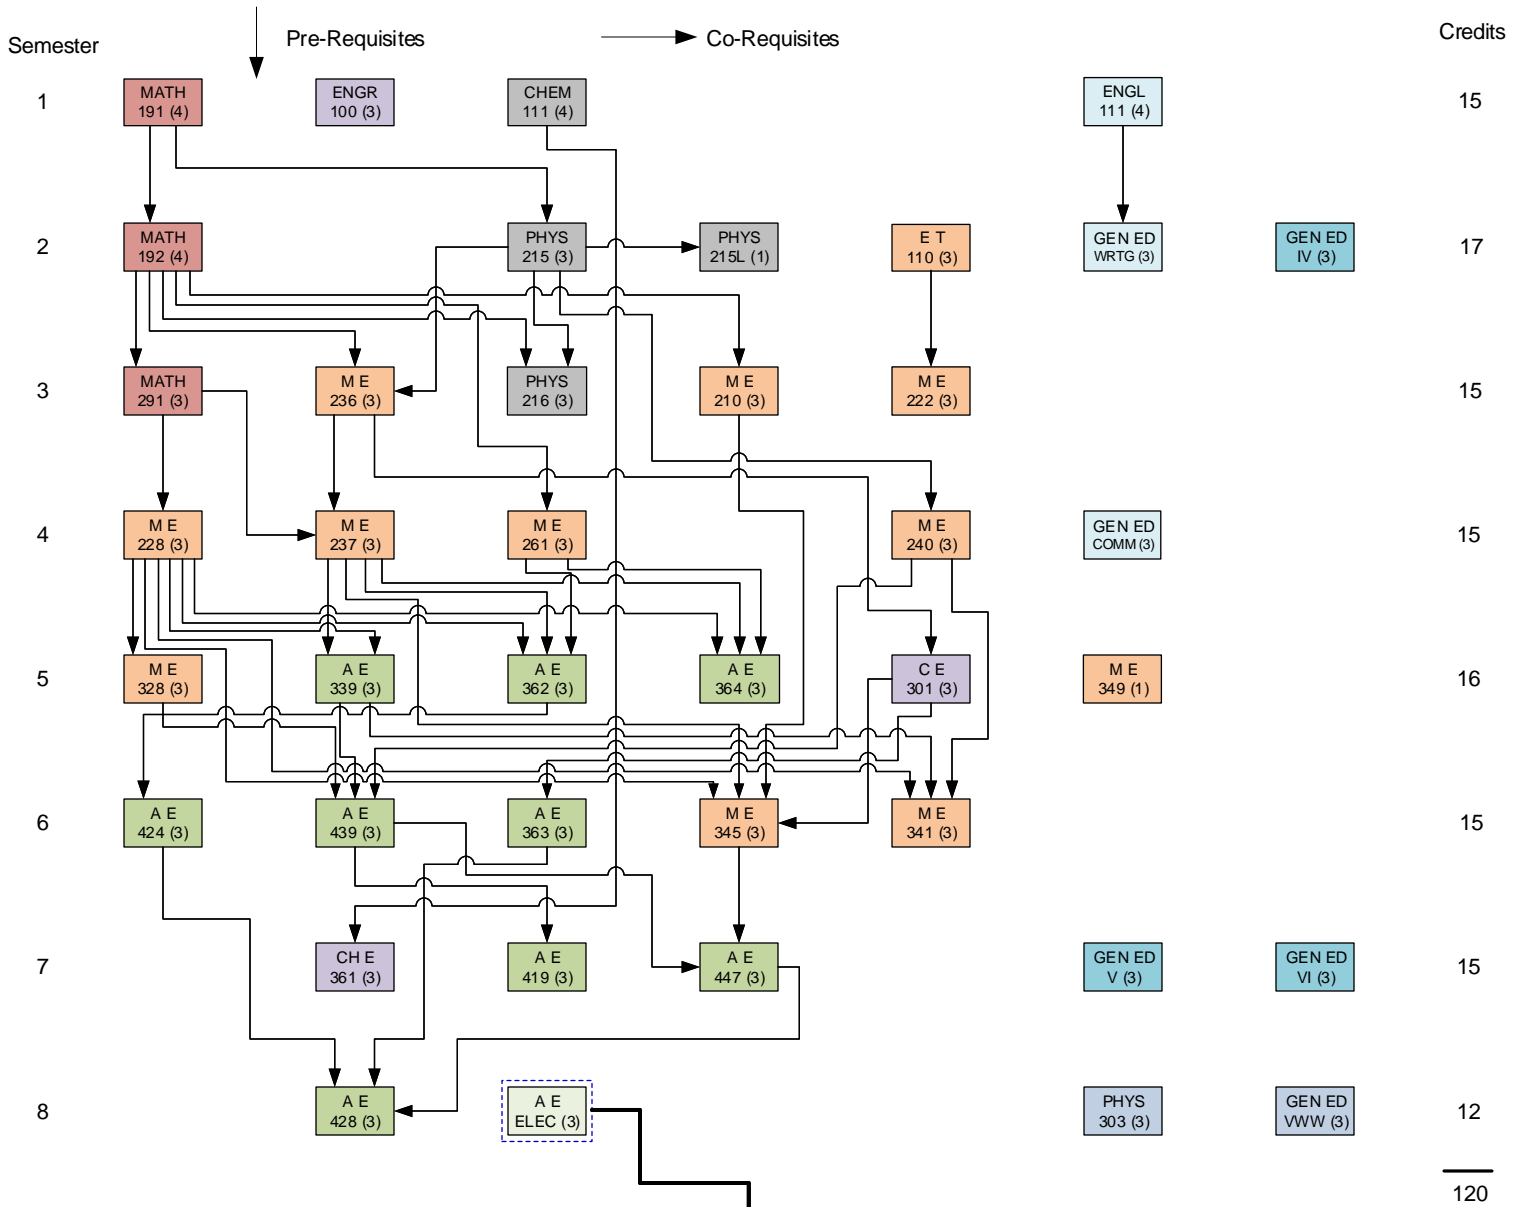 Pre-Requisites
Co-Requisites
Semester
Credits
1
MATH
191 (4)
ENGR
100 (3)
CHEM
111 (4)
ENGL
111 (4)
15
2
MATH
192 (4)
PHYS
215 (3)
PHYS
215L (1)
E T
110 (3)
GEN ED
WRTG (3)
GEN ED
IV (3)
17
3
MATH
291 (3)
M E
236 (3)
PHYS
216 (3)
M E
210 (3)
M E
222 (3)
15
4
M E
228 (3)
M E
237 (3)
M E
261 (3)
M E
240 (3)
GEN ED
COMM (3)
15
5
M E
328 (3)
A E
339 (3)
A E
362 (3)
A E
364 (3)
C E
301 (3)
M E
349 (1)
16
6
A E
424 (3)
A E
439 (3)
A E
363 (3)
M E
345 (3)
M E
341 (3)
15
7
CH E
361 (3)
A E
419 (3)
A E
447 (3)
GEN ED
V (3)
GEN ED
VI (3)
15
8
A E
428 (3)
A E
ELEC (3)
PHYS
303 (3)
GEN ED
VWW (3)
12
120